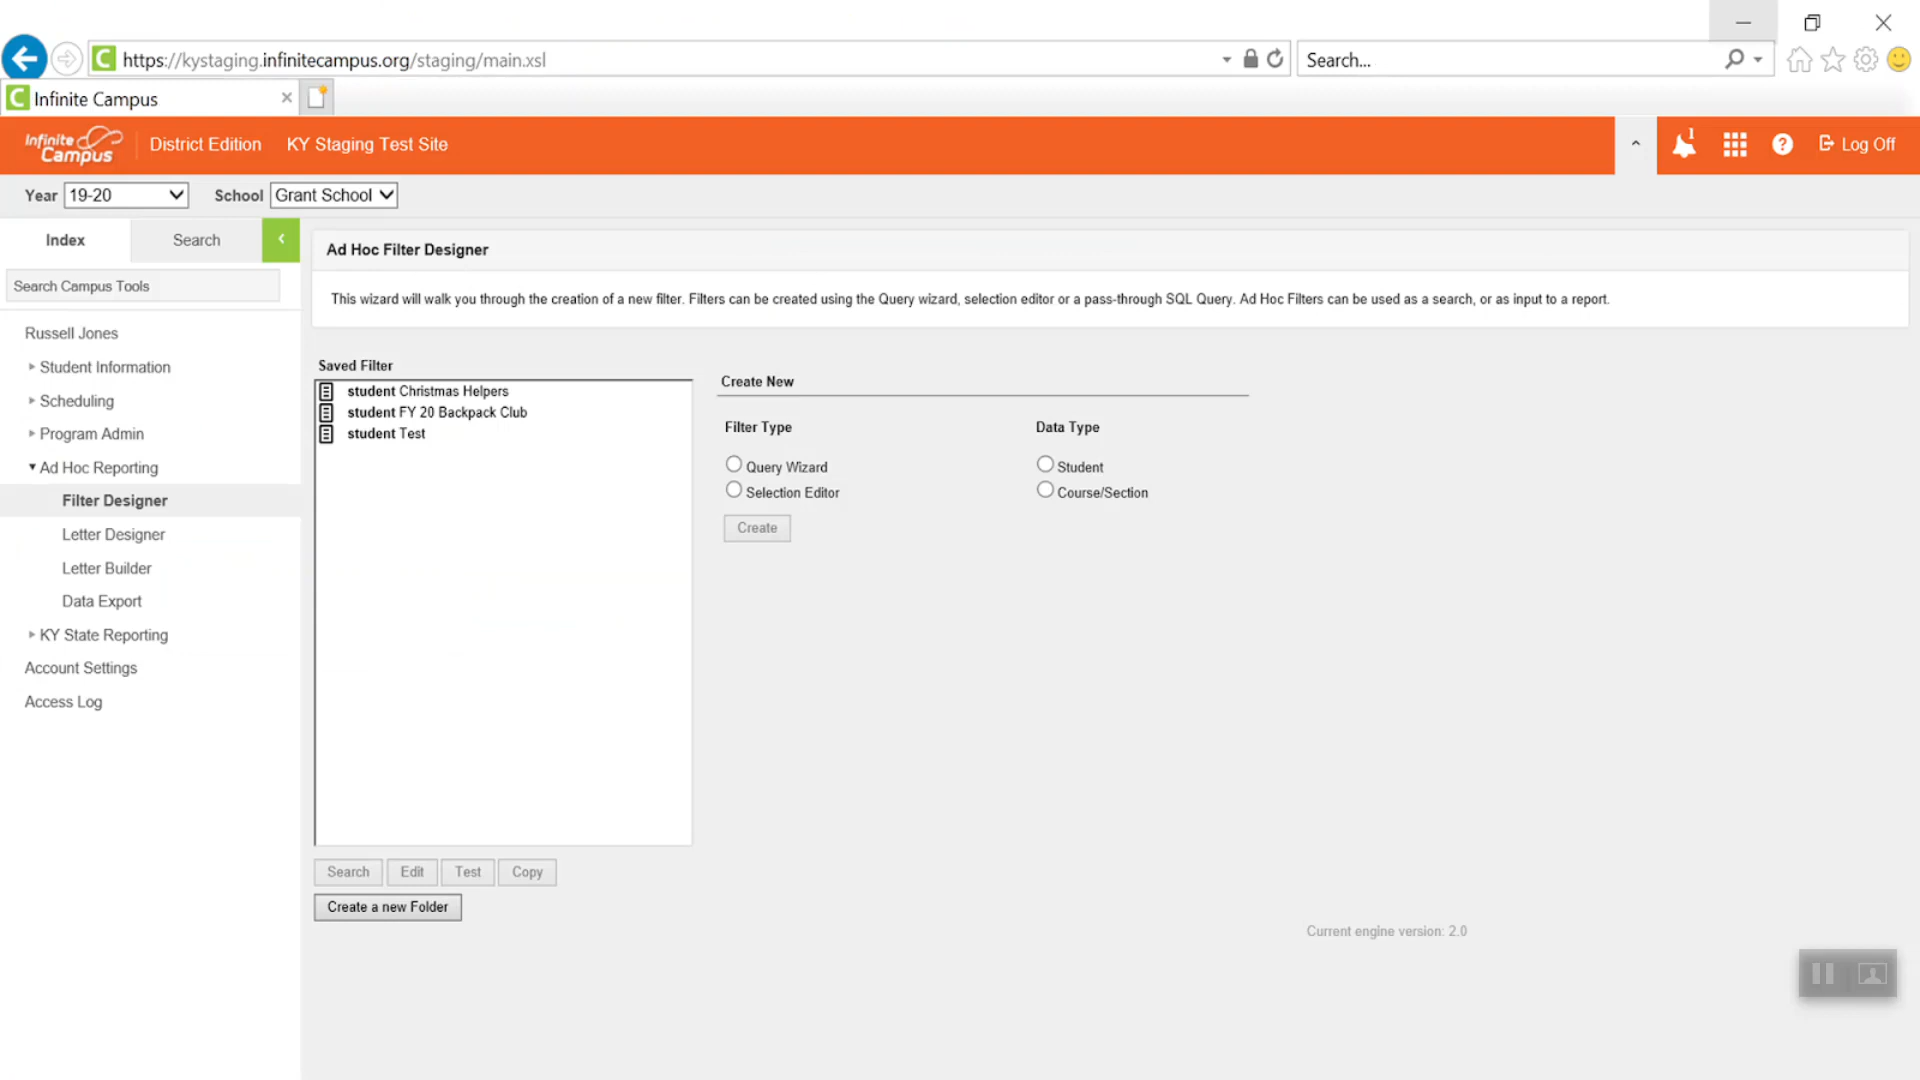 https://kystaging.infinitecampus.org/staging/main.xsl
Search...
Infinite Campus
Infinite Campus
District Edition
KY Staging Test Site
1
Log Off
Year 19-20 School Grant School
Index
Search
Search Campus Tools
Russell Jones
Student Information
Scheduling
Program Admin
Ad Hoc Reporting
Filter Designer
Letter Designer
Letter Builder
Data Export
KY State Reporting
Account Settings
Access Log
Ad Hoc Filter Designer
This wizard will walk you through the creation of a new filter. Filters can be created using the Query wizard, selection editor or a pass-through SQL Query. Ad Hoc Filters can be used as a search, or as input to a report.
Saved Filter
student Christmas Helpers
student FY 20 Backpack Club
student Test
Search Edit Test Copy
Create a new Folder
Create New
Filter Type Data Type
Query Wizard Student
Selection Editor Course/Section
Create
Current engine version: 2.0